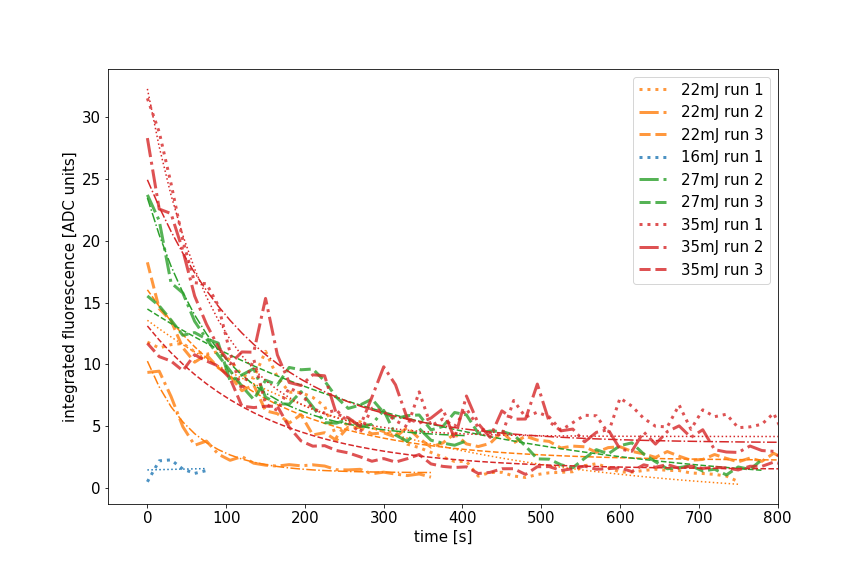 22mJ run 1
22mJ run 2
22mJ run 3
16mJ run 1
27mJ run 2
27mJ run 3
35mJ run 1
35mJ run 2
35mJ run 3
integrated fluorescence [ADC units]
30
25
20
15
10
5
0
0 100 200 300 400 500 600 700 800
time [s]